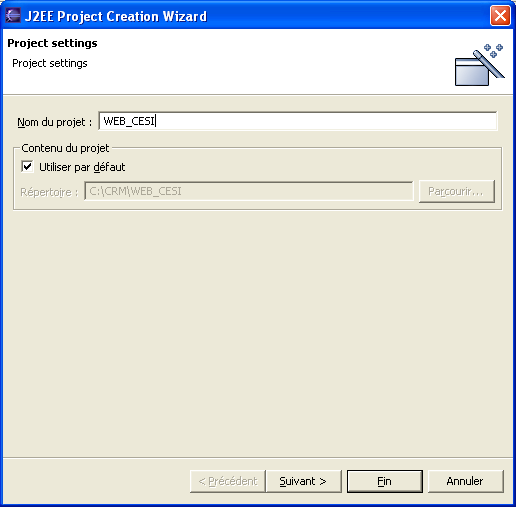 J2EE Project Creation Wizard
Project settings
Project settings
Nom du projet : WEB_CESI
Contenu du projet
Utiliser par défaut
Répertoire : C:\CRM\WEB_CESI Parcourir...
< Précédent Suivant > Fin Annuler